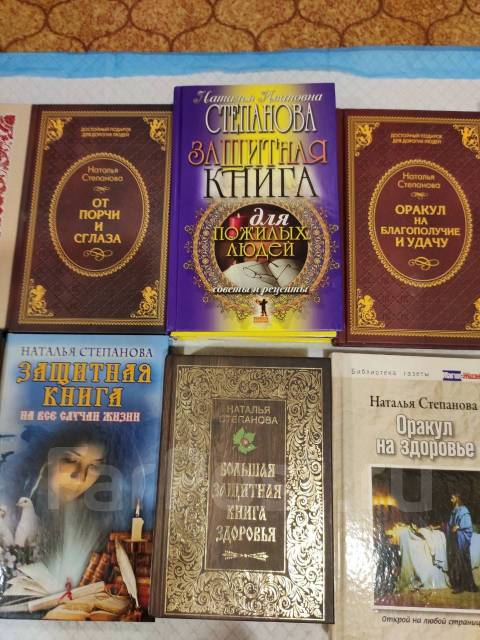 ДОСТОЙНЫЙ ПОДАРОК
ДЛЯ ДОРОГИХ ЛЮДЕЙ
Наталья
Степанова
ОТ
ПОРЧИ
И
СГЛАЗА
Наталья Ивановна
СТЕПАНОВА
ЗАЩИТНАЯ
КНИГА
для
ПОЖИЛЫХ
ЛЮДЕЙ
советы и рецепты
ДОСТОЙНЫЙ ПОДАРОК
ДЛЯ ДОРОГИХ ЛЮДЕЙ
Наталья
Степанова
ОРАКУЛ
НА
БЛАГОПОЛУЧИЕ
И УДАЧУ
НАТАЛЬЯ СТЕПАНОВА
ЗАЩИТНАЯ
КНИГА
НА ВСЕ СЛУЧАИ ЖИЗНИ
НАТАЛЬЯ
СТЕПАНОВА
БОЛЬШАЯ
ЗАЩИТНАЯ
КНИГА
ЗДОРОВЬЯ
Библиотека газеты
Наталья Степанова
Оракул
на здоровье
Открой на любой страниц